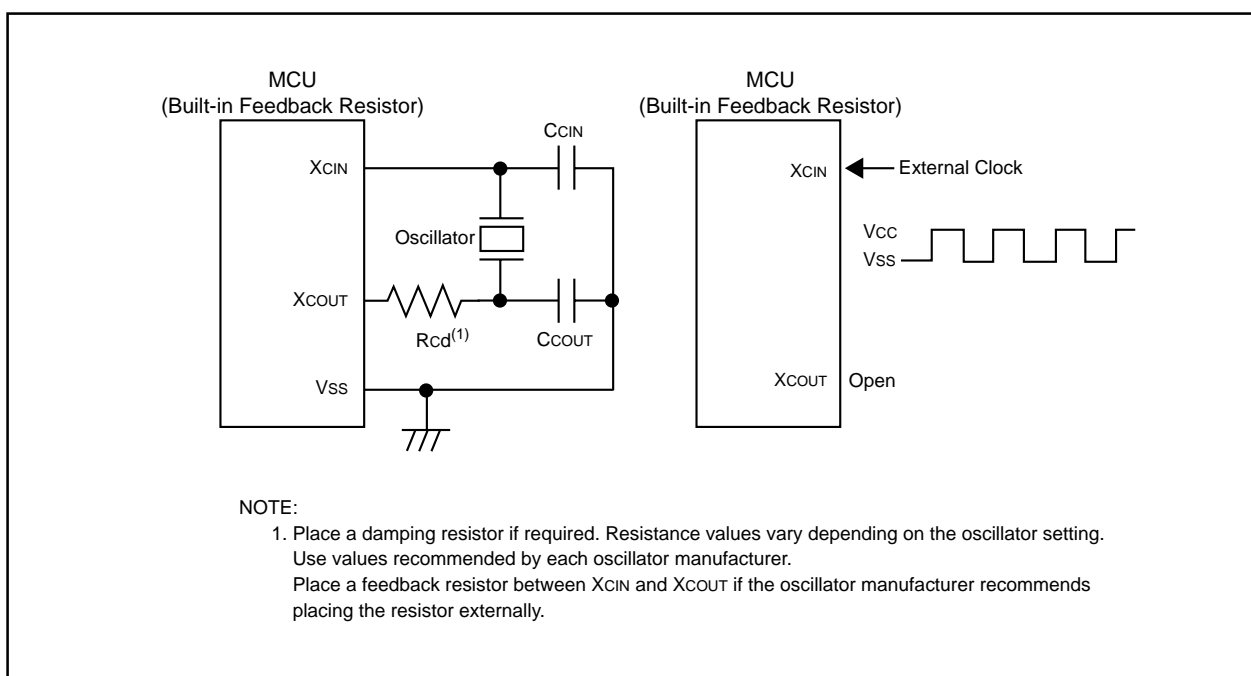 MCU
(Built-in Feedback Resistor)
XCIN
CCIN
Oscillator
XCOUT
Rcd(1)
CCOUT
VSS
MCU
(Built-in Feedback Resistor)
XCIN
External Clock
VCC
VSS
XCOUT
Open
NOTE:
1. Place a damping resistor if required. Resistance values vary depending on the oscillator setting.
Use values recommended by each oscillator manufacturer.
Place a feedback resistor between XCIN and XCOUT if the oscillator manufacturer recommends
placing the resistor externally.